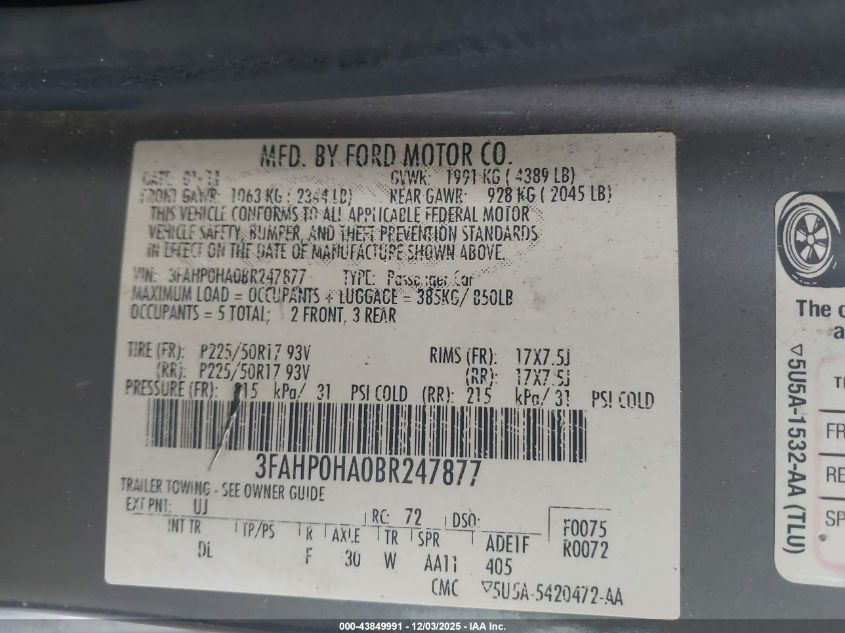 MFD. BY FORD MOTOR CO.
DATE: 01-11 GVWR: 1991 KG ( 4389 LB)
FRONT GAWR: 1063 KG ( 2344 LB) REAR GAWR: 928 KG ( 2045 LB)
THIS VEHICLE CONFORMS TO ALL APPLICABLE FEDERAL MOTOR
VEHICLE SAFETY, BUMPER, AND THEFT PREVENTION STANDARDS
IN EFFECT ON THE DATE OF MANUFACTURE SHOWN ABOVE.
VIN: 3FAHP0HA0BR247877 TYPE: Passenger Car
MAXIMUM LOAD = OCCUPANTS + LUGGAGE = 385KG/ 850LB
OCCUPANTS = 5 TOTAL; 2 FRONT, 3 REAR
TIRE (FR): P225/50R17 93V RIMS (FR): 17X7.5J
(RR): P225/50R17 93V (RR): 17X7.5J
PRESSURE (FR): 215 kPa/ 31 PSI COLD (RR): 215 kPa/ 31 PSI COLD
3FAHP0HA0BR247877
TRAILER TOWING - SEE OWNER GUIDE
EXT PNT: UJ RC: 72 DSO: F0075
INT TR TP/PS R AXLE TR SPR ADE1F R0072
DL F 30 W AA11 405
CMC ▽5U5A-5420472-AA
The
▽5U5A-1532-AA (TLU)
FR
RE
SP
000-43849991 - 12/03/2025 - IAA Inc.